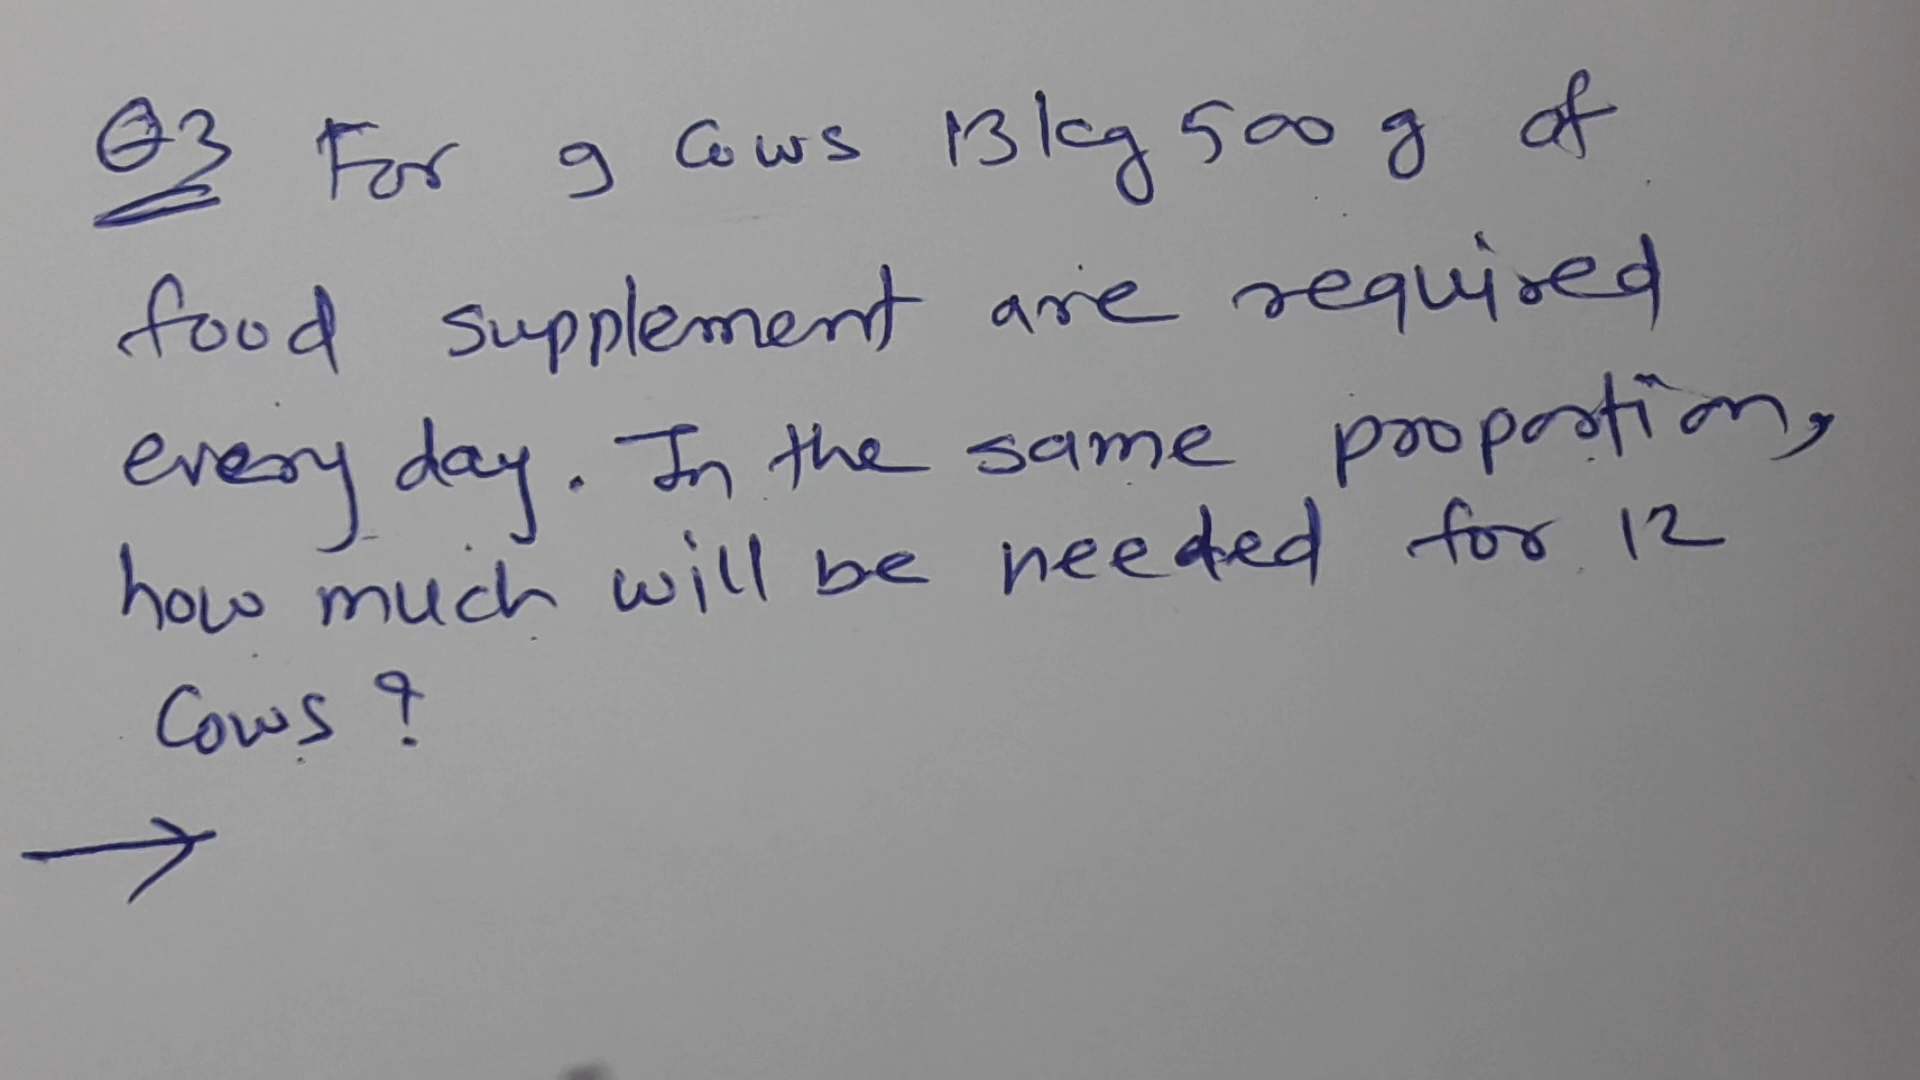 Q3 For 9 Cows 13kg 500 g of
food supplement are required
every day. In the same proportion,
how much will be needed for 12
Cows?
→